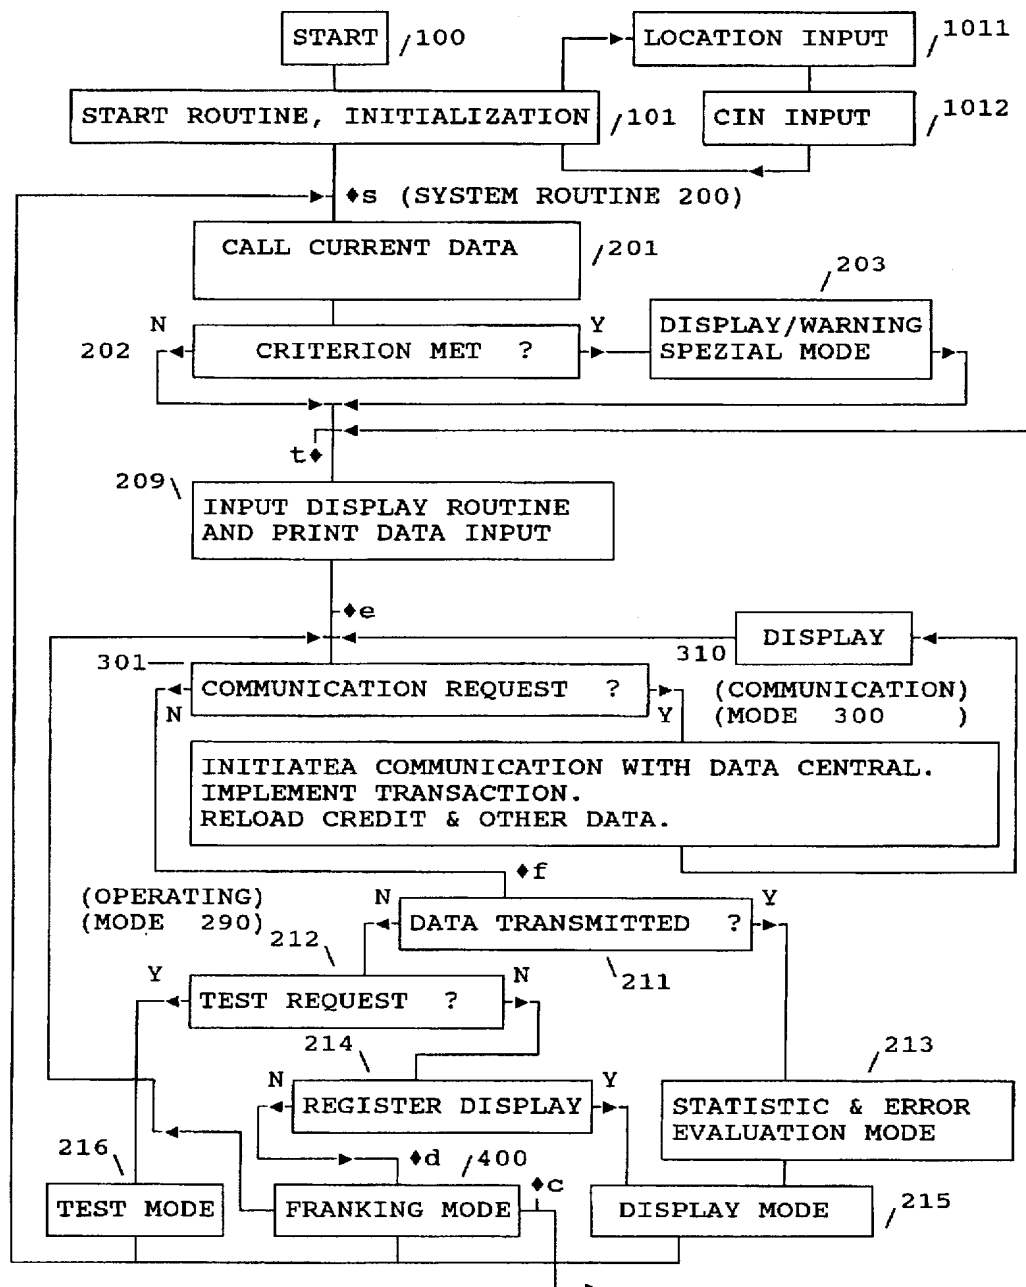 START
/100
LOCATION INPUT
/1011
START ROUTINE, INITIALIZATION
/101
CIN INPUT
/1012
♦s (SYSTEM ROUTINE 200)
CALL CURRENT DATA
/201
/203
N
202
CRITERION MET ?
Y
DISPLAY/WARNING
SPEZIAL MODE
t♦
209\
INPUT DISPLAY ROUTINE
AND PRINT DATA INPUT
♦e
DISPLAY
310
301
COMMUNICATION REQUEST ?
N
Y
(COMMUNICATION)
(MODE 300 )
INITIATEA COMMUNICATION WITH DATA CENTRAL.
IMPLEMENT TRANSACTION.
RELOAD CREDIT & OTHER DATA.
♦f
(OPERATING)
(MODE 290)
N
DATA TRANSMITTED ?
Y
212
\
\211
Y
TEST REQUEST ?
N
214
\
/213
N
REGISTER DISPLAY
Y
STATISTIC & ERROR
EVALUATION MODE
216
\
♦d
/400
♦c
TEST MODE
FRANKING MODE
DISPLAY MODE
/215